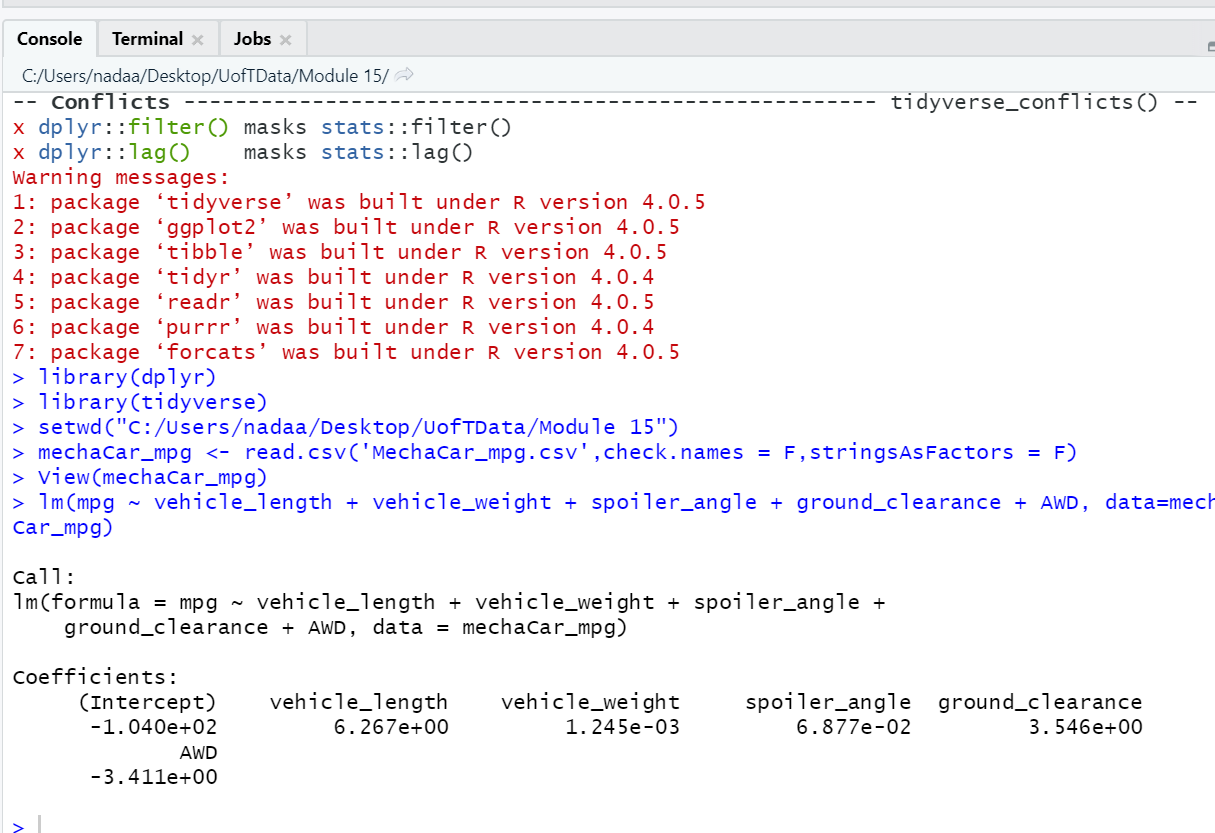 Console Terminal Jobs
C:/Users/nadaa/Desktop/UofTData/Module 15/
-- Conflicts ------------------------------------------------------ tidyverse_conflicts() --
x dplyr::filter() masks stats::filter()
x dplyr::lag()    masks stats::lag()
Warning messages:
1: package ‘tidyverse’ was built under R version 4.0.5
2: package ‘ggplot2’ was built under R version 4.0.5
3: package ‘tibble’ was built under R version 4.0.5
4: package ‘tidyr’ was built under R version 4.0.4
5: package ‘readr’ was built under R version 4.0.5
6: package ‘purrr’ was built under R version 4.0.4
7: package ‘forcats’ was built under R version 4.0.5
> library(dplyr)
> library(tidyverse)
> setwd("C:/Users/nadaa/Desktop/UofTData/Module 15")
> mechaCar_mpg <- read.csv('MechaCar_mpg.csv',check.names = F,stringsAsFactors = F)
> View(mechaCar_mpg)
> lm(mpg ~ vehicle_length + vehicle_weight + spoiler_angle + ground_clearance + AWD, data=mech
Car_mpg)
Call:
lm(formula = mpg ~ vehicle_length + vehicle_weight + spoiler_angle +
    ground_clearance + AWD, data = mechaCar_mpg)
Coefficients:
     (Intercept)    vehicle_length    vehicle_weight     spoiler_angle  ground_clearance
      -1.040e+02         6.267e+00         1.245e-03         6.877e-02         3.546e+00
             AWD
      -3.411e+00
>